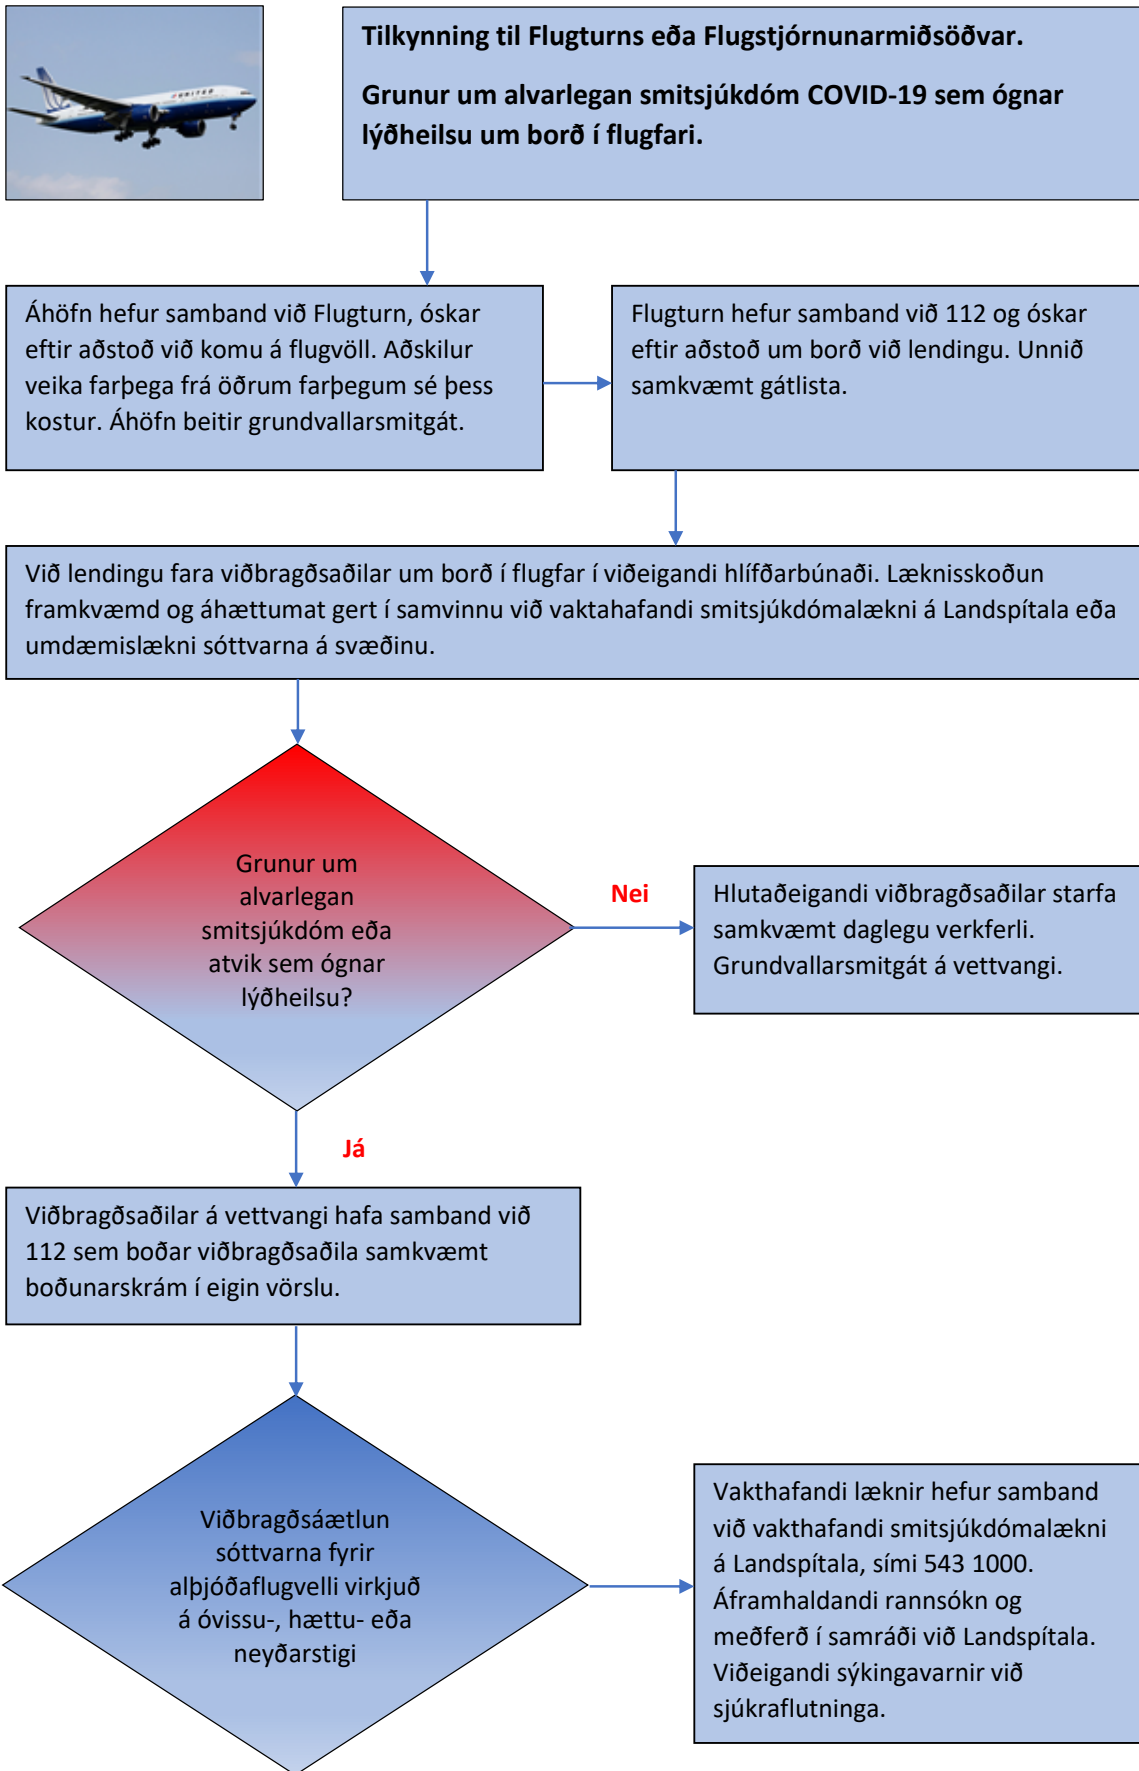 UNITED
Tilkynning til Flugturns eða Flugstjórnunarmiðsöðvar.
Grunur um alvarlegan smitsjúkdóm COVID-19 sem ógnar
lýðheilsu um borð í flugfari.
Áhöfn hefur samband við Flugturn, óskar
eftir aðstoð við komu á flugvöll. Aðskilur
veika farþega frá öðrum farþegum sé þess
kostur. Áhöfn beitir grundvallarsmitgát.
Flugturn hefur samband við 112 og óskar
eftir aðstoð um borð við lendingu. Unnið
samkvæmt gátlista.
Við lendingu fara viðbragðsaðilar um borð í flugfar í viðeigandi hlífðarbúnaði. Læknisskoðun
framkvæmd og áhættumat gert í samvinnu við vaktahafandi smitsjúkdómalækni á Landspítala eða
umdæmislækni sóttvarna á svæðinu.
Grunur um
alvarlegan
smitsjúkdóm eða
atvik sem ógnar
lýðheilsu?
Nei
Hlutaðeigandi viðbragðsaðilar starfa
samkvæmt daglegu verkferli.
Grundvallarsmitgát á vettvangi.
Já
Viðbragðsaðilar á vettvangi hafa samband við
112 sem boðar viðbragðsaðila samkvæmt
boðunarskrám í eigin vörslu.
Viðbragðsáætlun
sóttvarna fyrir
alþjóðaflugvelli virkjuð
á óvissu-, hættu- eða
neyðarstigi
Vakthafandi læknir hefur samband
við vakthafandi smitsjúkdómalækni
á Landspítala, sími 543 1000.
Áframhaldandi rannsókn og
meðferð í samráði við Landspítala.
Viðeigandi sýkingavarnir við
sjúkraflutninga.